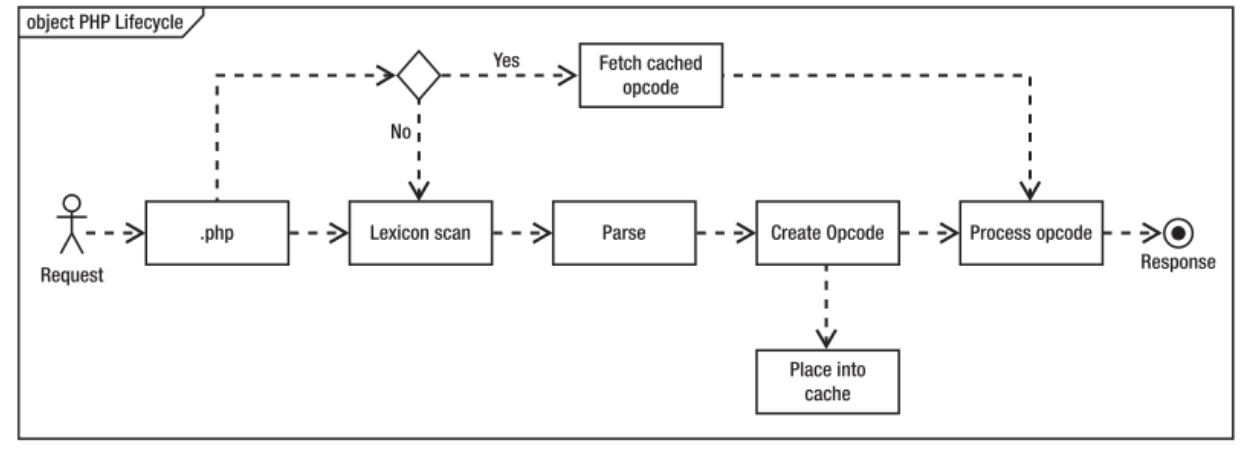 object PHP Lifecycle
Yes
Fetch cached
opcode
No
.php
Lexicon scan
Parse
Create Opcode
Process opcode
Request
Response
Place into
cache